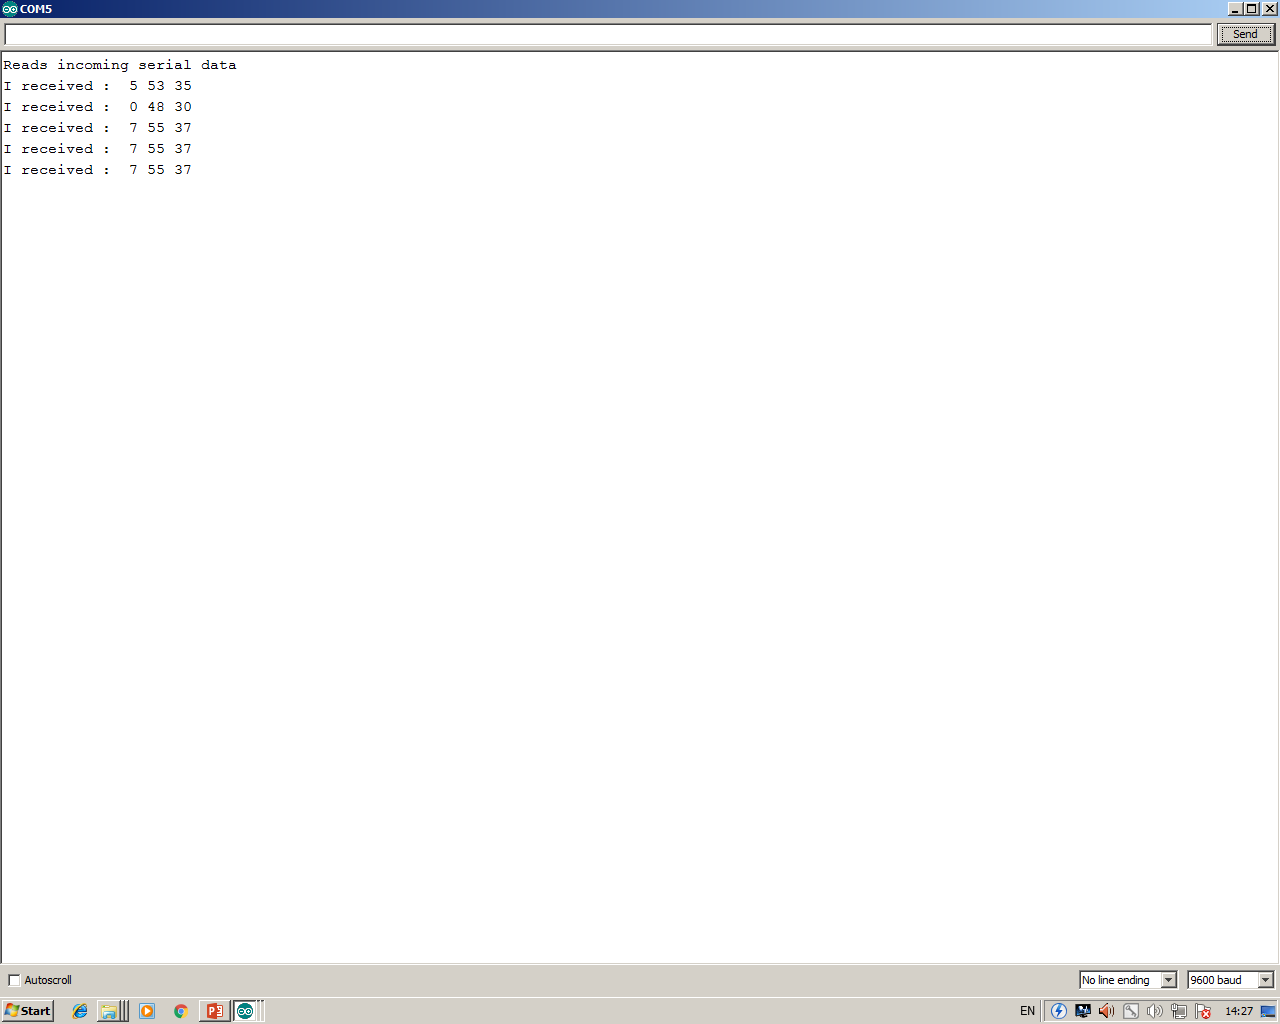 COM5
Send
Reads incoming serial data
I received :  5 53 35
I received :  0 48 30
I received :  7 55 37
I received :  7 55 37
I received :  7 55 37
Autoscroll
No line ending
9600 baud
Start
EN
14:27